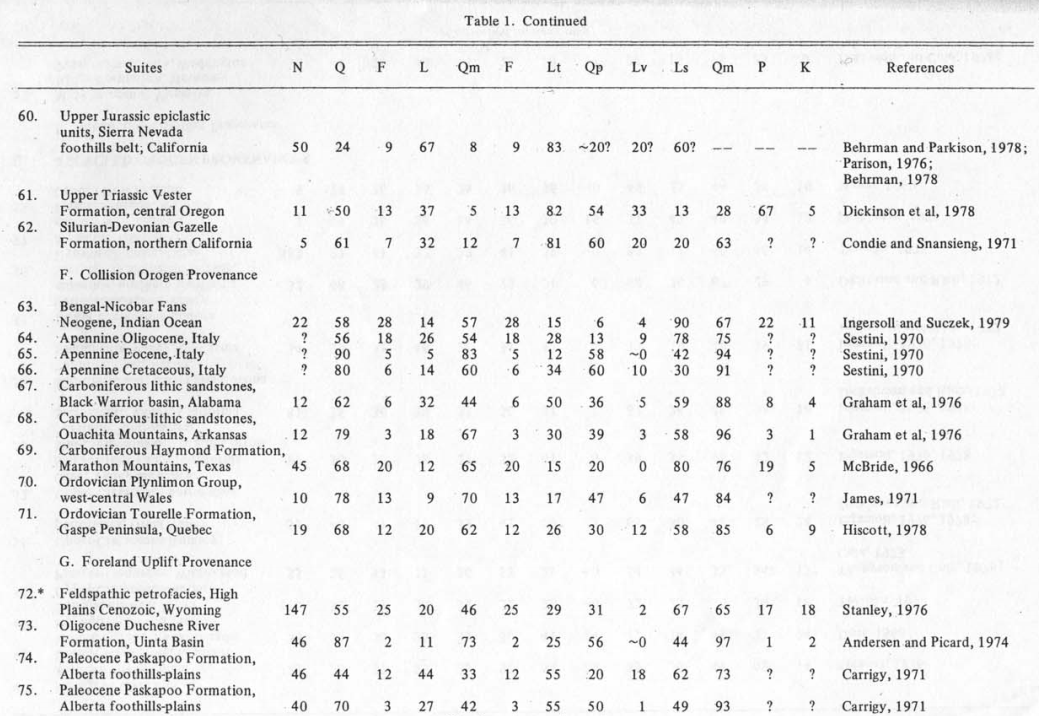 Table 1. Continued
Suites N Q F L Qm F Lt Qp Lv Ls Qm P K References
60. Upper Jurassic epiclastic
units, Sierra Nevada
foothills belt, California 50 24 9 67 8 9 83 ~20? 20? 60? -- -- -- Behrman and Parkison, 1978;
Parison, 1976;
Behrman, 1978
61. Upper Triassic Vester
Formation, central Oregon 11 ~50 13 37 5 13 82 54 33 13 28 67 5 Dickinson et al, 1978
62. Silurian-Devonian Gazelle
Formation, northern California 5 61 7 32 12 7 81 60 20 20 63 ? ? Condie and Snansieng, 1971
F. Collision Orogen Provenance
63. Bengal-Nicobar Fans
Neogene, Indian Ocean 22 58 28 14 57 28 15 6 4 90 67 22 11 Ingersoll and Suczek, 1979
64. Apennine Oligocene, Italy ? 56 18 26 54 18 28 13 9 78 75 ? ? Sestini, 1970
65. Apennine Eocene, Italy ? 90 5 5 83 5 12 58 ~0 42 94 ? ? Sestini, 1970
66. Apennine Cretaceous, Italy ? 80 6 14 60 6 34 60 10 30 91 ? ? Sestini, 1970
67. Carboniferous lithic sandstones,
Black Warrior basin, Alabama 12 62 6 32 44 6 50 36 5 59 88 8 4 Graham et al, 1976
68. Carboniferous lithic sandstones,
Ouachita Mountains, Arkansas 12 79 3 18 67 3 30 39 3 58 96 3 1 Graham et al, 1976
69. Carboniferous Haymond Formation,
Marathon Mountains, Texas 45 68 20 12 65 20 15 20 0 80 76 19 5 McBride, 1966
70. Ordovician Plynlimon Group,
west-central Wales 10 78 13 9 70 13 17 47 6 47 84 ? ? James, 1971
71. Ordovician Tourelle Formation,
Gaspe Peninsula, Quebec 19 68 12 20 62 12 26 30 12 58 85 6 9 Hiscott, 1978
G. Foreland Uplift Provenance
72.* Feldspathic petrofacies, High
Plains Cenozoic, Wyoming 147 55 25 20 46 25 29 31 2 67 65 17 18 Stanley, 1976
73. Oligocene Duchesne River
Formation, Uinta Basin 46 87 2 11 73 2 25 56 ~0 44 97 1 2 Andersen and Picard, 1974
74. Paleocene Paskapoo Formation,
Alberta foothills-plains 46 44 12 44 33 12 55 20 18 62 73 ? ? Carrigy, 1971
75. Paleocene Paskapoo Formation,
Alberta foothills-plains 40 70 3 27 42 3 55 50 1 49 93 ? ? Carrigy, 1971